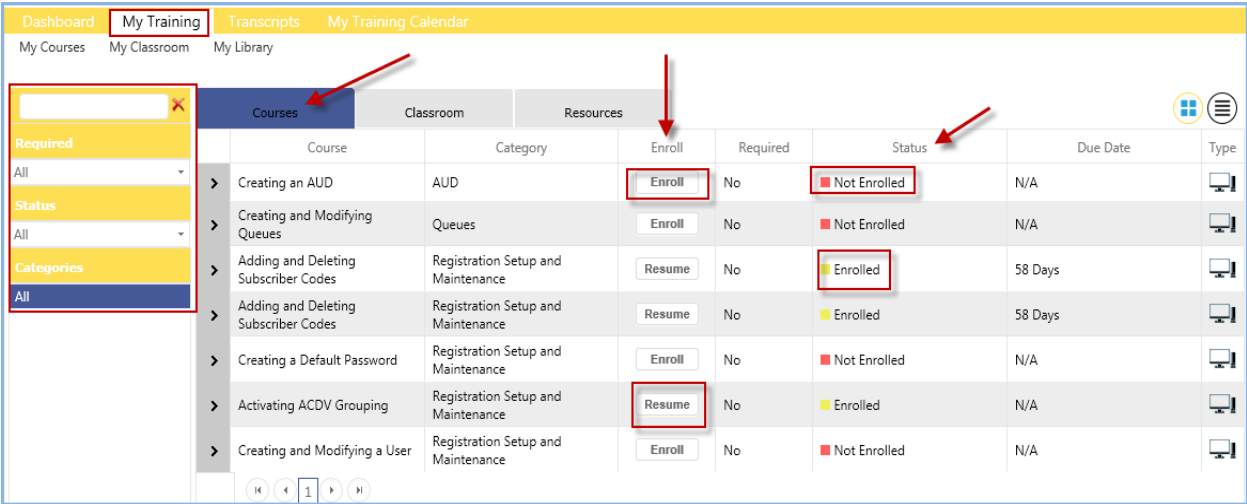 Dashboard My Training Transcripts My Training Calendar
My Courses My Classroom My Library
Courses Classroom Resources
Required
All
Status
All
Categories
All
Course Category Enroll Required Status Due Date Type
Creating an AUD AUD Enroll No Not Enrolled N/A
Creating and Modifying
Queues Queues Enroll No Not Enrolled N/A
Adding and Deleting
Subscriber Codes Registration Setup and
Maintenance Resume No Enrolled 58 Days
Adding and Deleting
Subscriber Codes Registration Setup and
Maintenance Resume No Enrolled 58 Days
Creating a Default Password Registration Setup and
Maintenance Enroll No Not Enrolled N/A
Activating ACDV Grouping Registration Setup and
Maintenance Resume No Enrolled N/A
Creating and Modifying a User Registration Setup and
Maintenance Enroll No Not Enrolled N/A
1